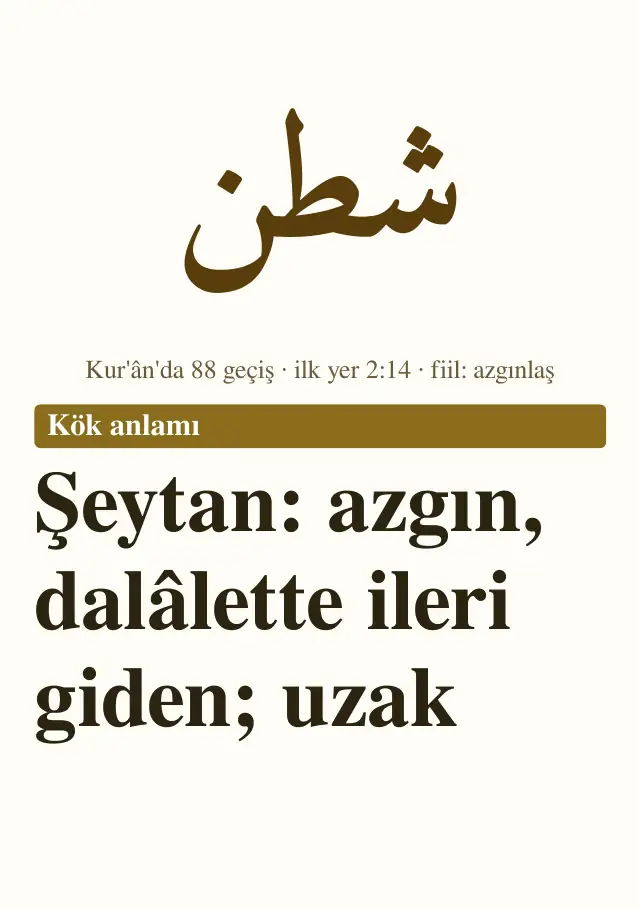 شطن
Kur'ân'da 88 geçiş · ilk yer 2:14 · fiil: azgınlaş
Kök anlamı
Şeytan: azgın,
dalâlette ileri
giden; uzak